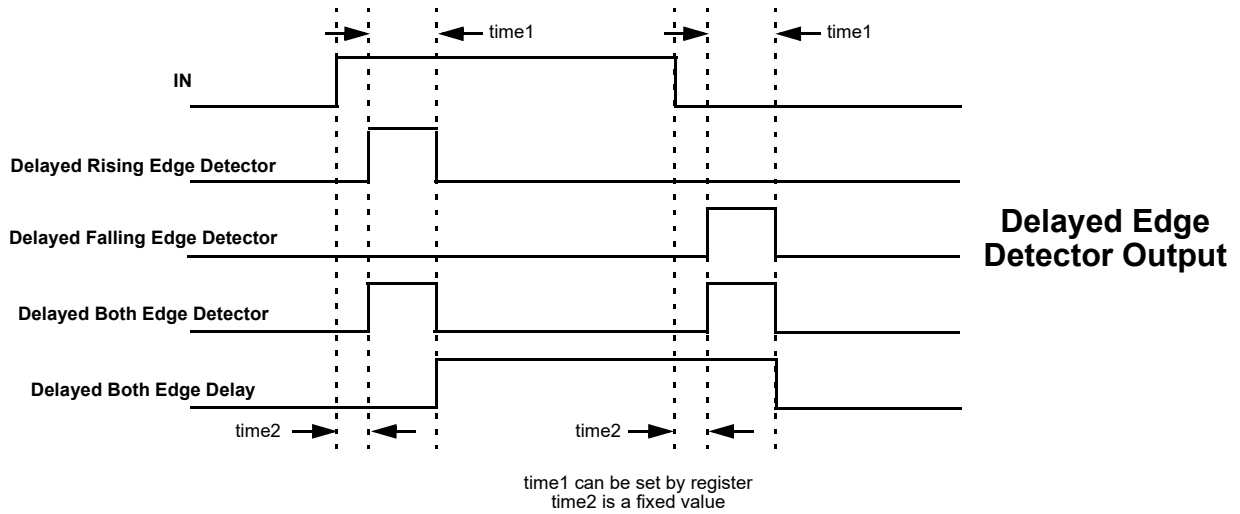 time1
time1
IN
Delayed Rising Edge Detector
Delayed Falling Edge Detector
Delayed Edge
Detector Output
Delayed Both Edge Detector
Delayed Both Edge Delay
time2
time2
time1 can be set by register
time2 is a fixed value